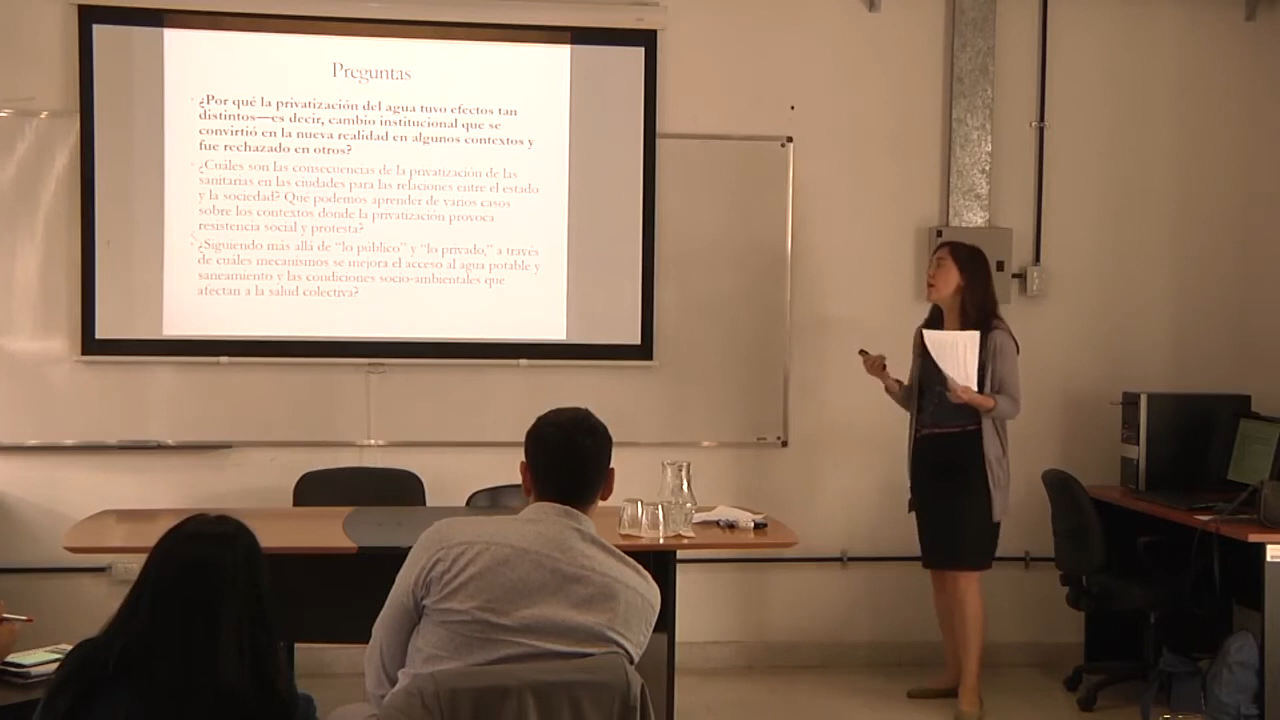 Preguntas
¿Por qué la privatización del agua tuvo efectos tan
distintos—es decir, cambio institucional que se
convirtió en la nueva realidad en algunos contextos y
fue rechazado en otros?
¿Cuáles son las consecuencias de la privatización de las
sanitarias en las ciudades para las relaciones entre el estado
y la sociedad? Que podemos aprender de varios casos
sobre los contextos donde la privatización provoca
resistencia social y protesta?
¿Siguiendo más allá de “lo público” y “lo privado,” a través
de cuáles mecanismos se mejora el acceso al agua potable y
saneamiento y las condiciones socio-ambientales que
afectan a la salud colectiva?